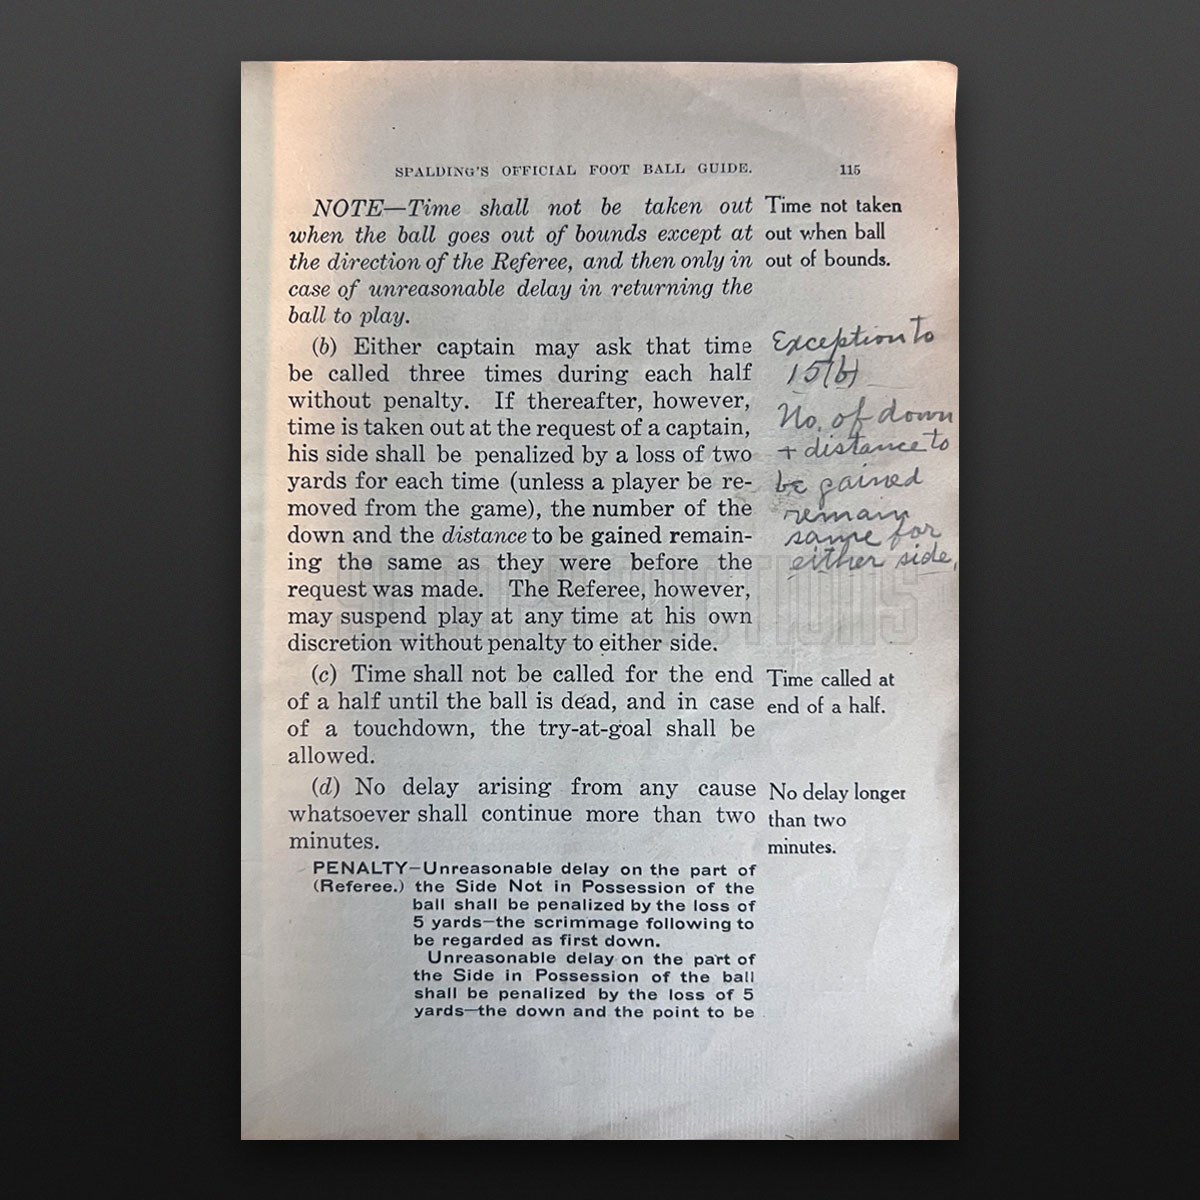 SPALDING'S OFFICIAL FOOT BALL GUIDE. 115
NOTE—Time shall not be taken out
when the ball goes out of bounds except at
the direction of the Referee, and then only in
case of unreasonable delay in returning the
ball to play.
Time not taken
out when ball
out of bounds.
(b) Either captain may ask that time
be called three times during each half
without penalty. If thereafter, however,
time is taken out at the request of a captain,
his side shall be penalized by a loss of two
yards for each time (unless a player be re-
moved from the game), the number of the
down and the distance to be gained remain-
ing the same as they were before the
request was made. The Referee, however,
may suspend play at any time at his own
discretion without penalty to either side.
Exception to
15(b)
No. of down
+ distance to
be gained
remain
same for
either side.
(c) Time shall not be called for the end
of a half until the ball is dead, and in case
of a touchdown, the try-at-goal shall be
allowed.
Time called at
end of a half.
(d) No delay arising from any cause
whatsoever shall continue more than two
minutes.
No delay longer
than two
minutes.
PENALTY—Unreasonable delay on the part of
(Referee.) the Side Not in Possession of the
ball shall be penalized by the loss of
5 yards—the scrimmage following to
be regarded as first down.
Unreasonable delay on the part of
the Side in Possession of the ball
shall be penalized by the loss of 5
yards—the down and the point to be